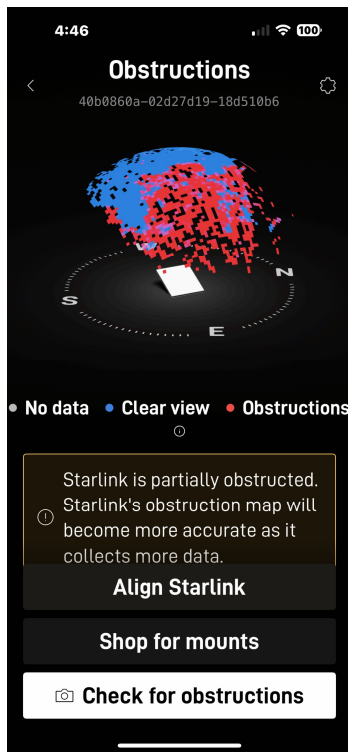 4:46
100
Obstructions
40b0860a-02d27d19-18d510b6
W
N
S
E
No data Clear view Obstructions
Starlink is partially obstructed.
Starlink's obstruction map will
become more accurate as it
collects more data.
Align Starlink
Shop for mounts
Check for obstructions